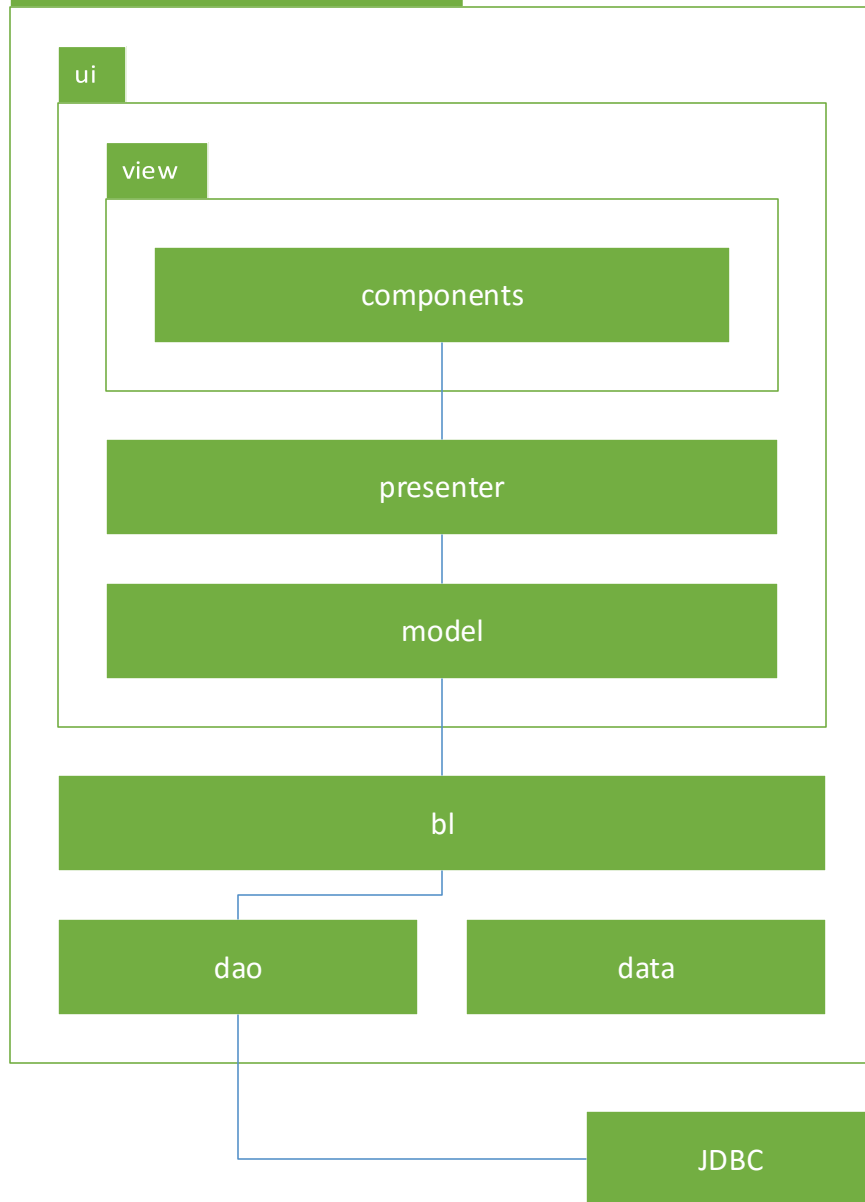 ui
view
components
presenter
model
bl
dao
data
JDBC